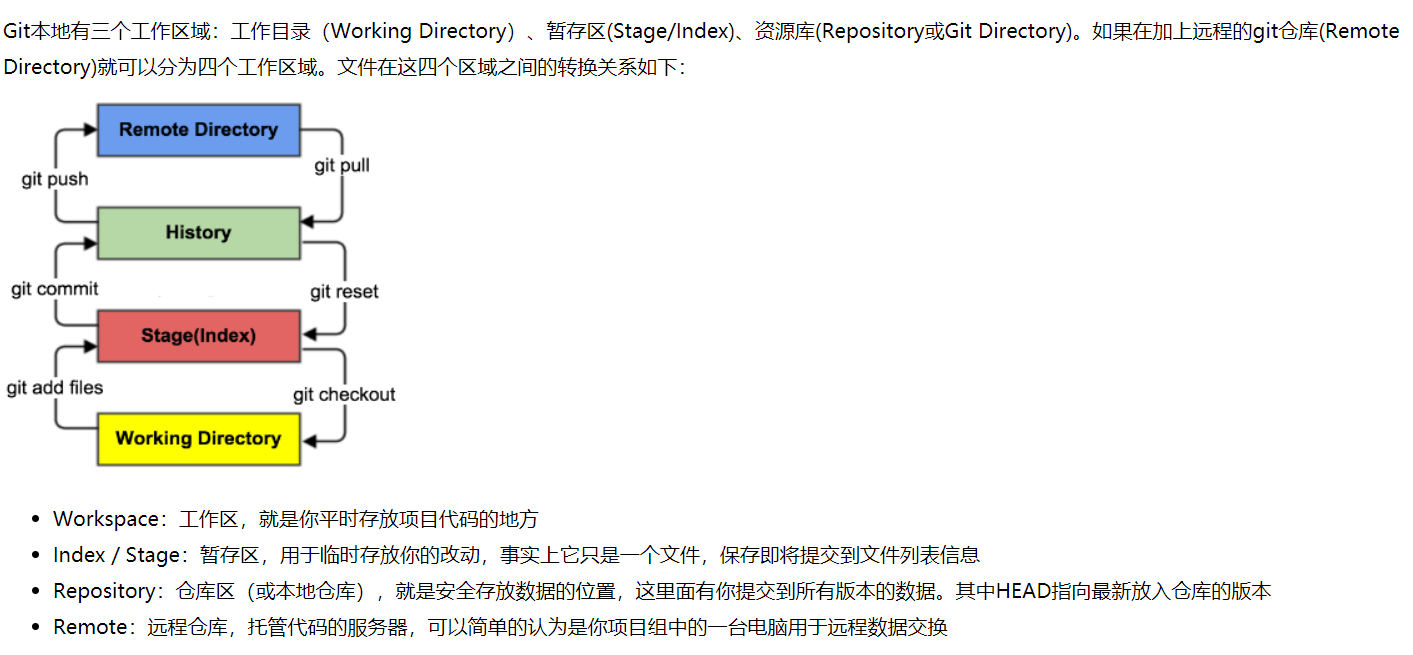 Git本地有三个工作区域：工作目录（Working Directory）、暂存区(Stage/Index)、资源库(Repository或Git Directory)。如果在加上远程的git仓库(Remote
Directory)就可以分为四个工作区域。文件在这四个区域之间的转换关系如下：
Remote Directory
git push
git pull
History
git commit
git reset
Stage(Index)
git add files
git checkout
Working Directory
• Workspace：工作区，就是你平时存放项目代码的地方
• Index / Stage：暂存区，用于临时存放你的改动，事实上它只是一个文件，保存即将提交到文件列表信息
• Repository：仓库区（或本地仓库），就是安全存放数据的位置，这里面有你提交到所有版本的数据。其中HEAD指向最新放入仓库的版本
• Remote：远程仓库，托管代码的服务器，可以简单的认为是你项目组中的一台电脑用于远程数据交换